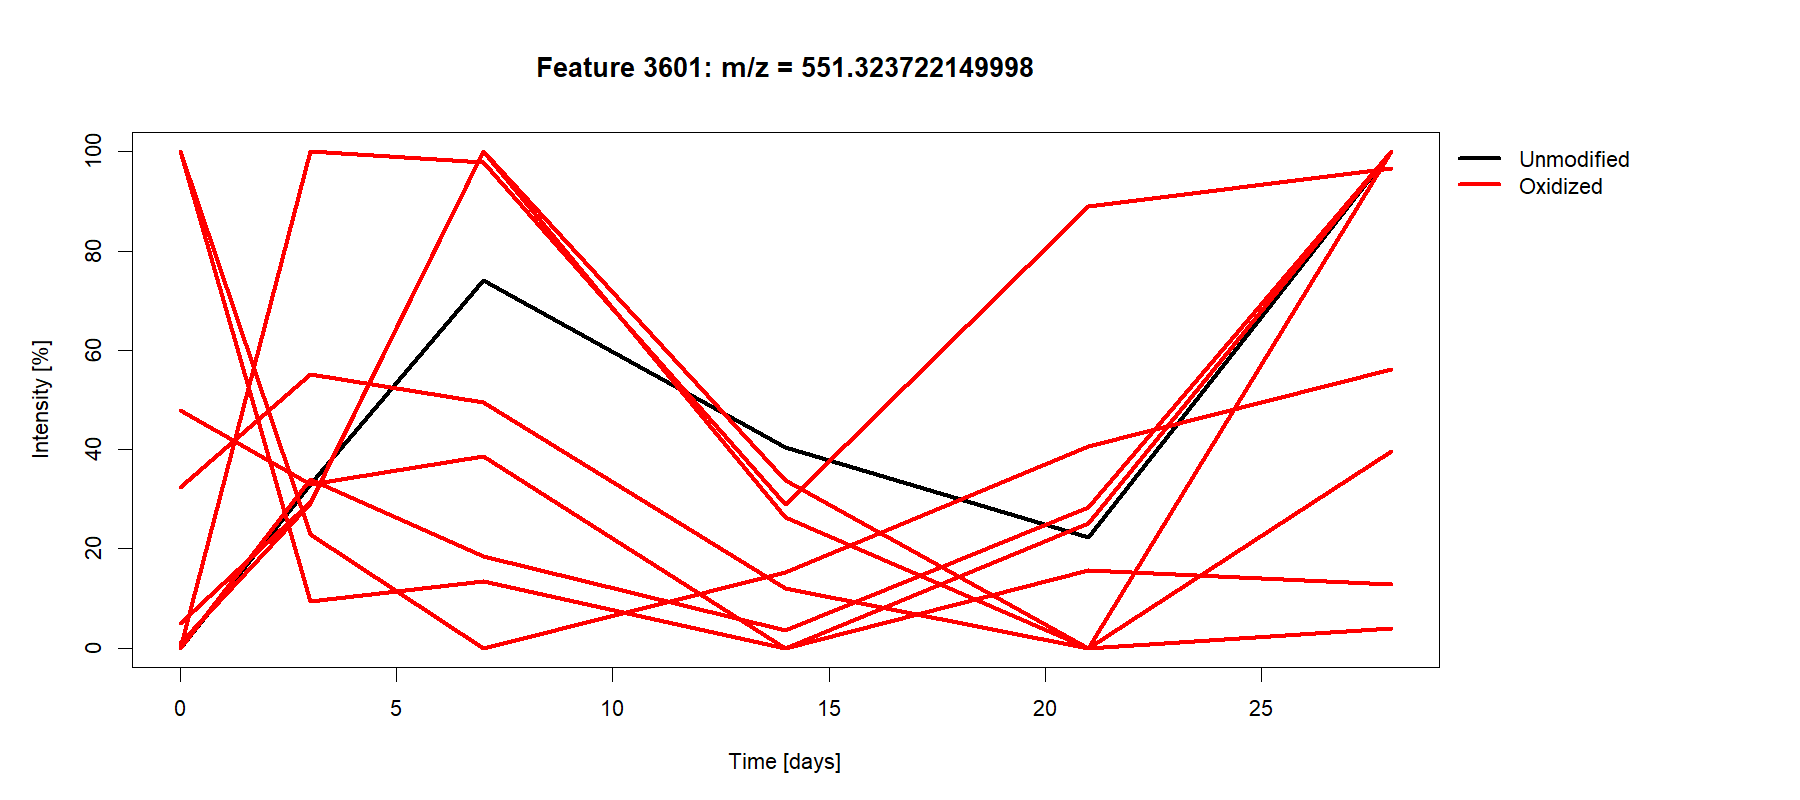 Feature 3601: m/z = 551.323722149998
Unmodified
Oxidized
Intensity [%]
100
80
60
40
20
0
0 5 10 15 20 25
Time [days]